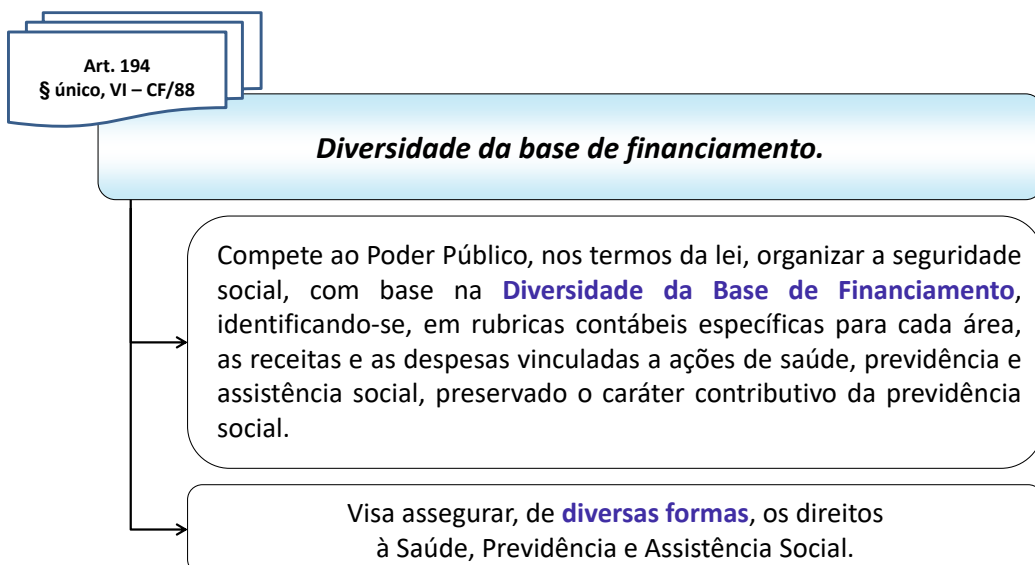 Art. 194
§ único, VI – CF/88
Diversidade da base de financiamento.
Compete ao Poder Público, nos termos da lei, organizar a seguridade
social, com base na Diversidade da Base de Financiamento,
identificando-se, em rubricas contábeis específicas para cada área,
as receitas e as despesas vinculadas a ações de saúde, previdência e
assistência social, preservado o caráter contributivo da previdência
social.
Visa assegurar, de diversas formas, os direitos
à Saúde, Previdência e Assistência Social.